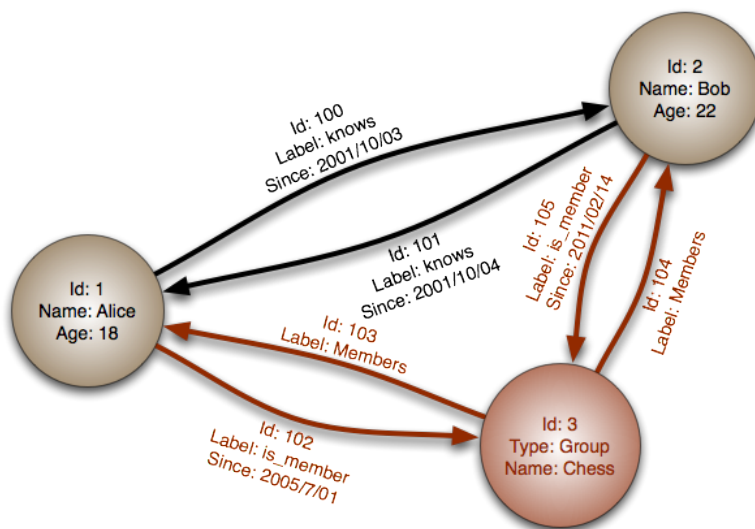 Id: 2
Name: Bob
Age: 22
Id: 100
Label: knows
Since: 2001/10/03
Id: 101
Label: knows
Since: 2001/10/04
Id: 105
Label: is_member
Since: 2011/02/14
Id: 104
Label: Members
Id: 1
Name: Alice
Age: 18
Id: 103
Label: Members
Id: 102
Label: is_member
Since: 2005/7/01
Id: 3
Type: Group
Name: Chess